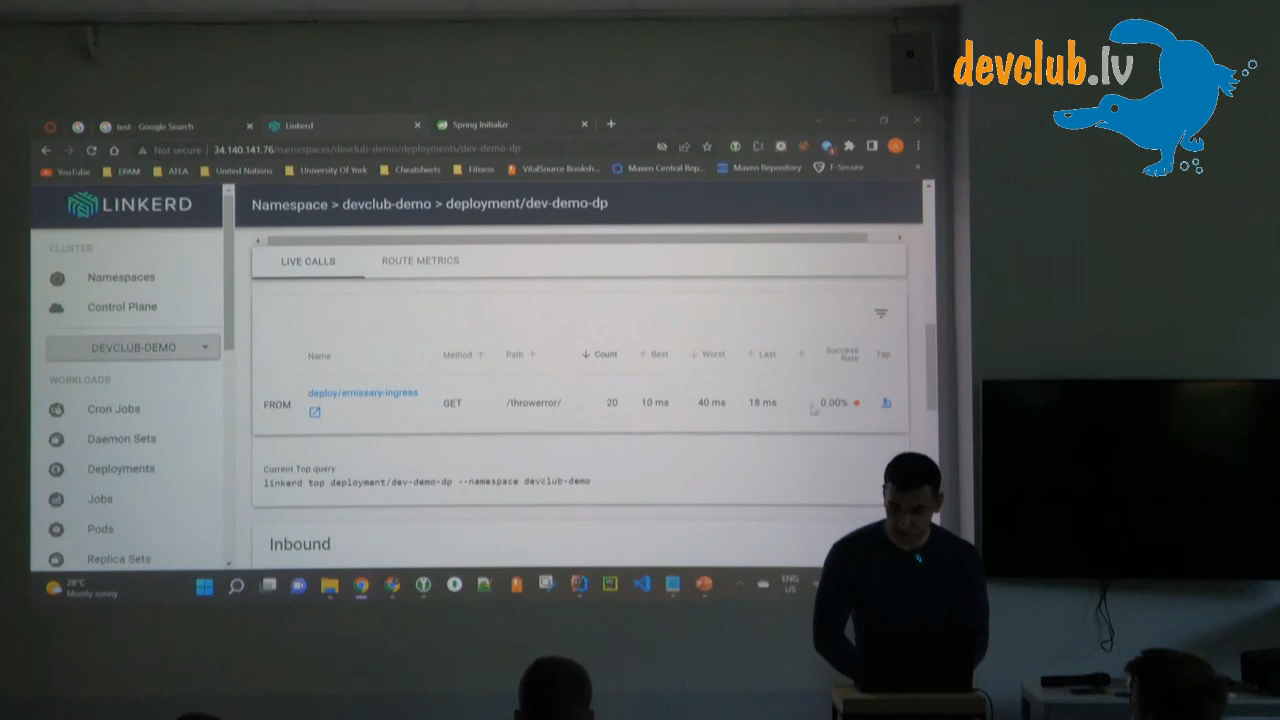 devclub.lv
test - Google Search
Linkerd
Spring Initializr
Not secure
34.140.141.76/namespaces/devclub-demo/deployments/dev-demo-dp
YouTube
EPAM
ATEA
United Nations
University Of York
Cheatsheets
Fitness
VitalSource Booksh...
Maven Central Rep...
Maven Repository
F-Secure
LINKERD
Namespace > devclub-demo > deployment/dev-demo-dp
CLUSTER
Namespaces
Control Plane
DEVCLUB-DEMO
WORKLOADS
Cron Jobs
Daemon Sets
Deployments
Jobs
Pods
Replica Sets
LIVE CALLS
ROUTE METRICS
Name Method Path Count Best Worst Last Success Rate Tap
FROM deploy/emissary-ingress GET /throwerror/ 20 10 ms 40 ms 18 ms 0.00%
Current Top query
linkerd top deployment/dev-demo-dp --namespace devclub-demo
Inbound
28°C
Mostly sunny
ENG
US